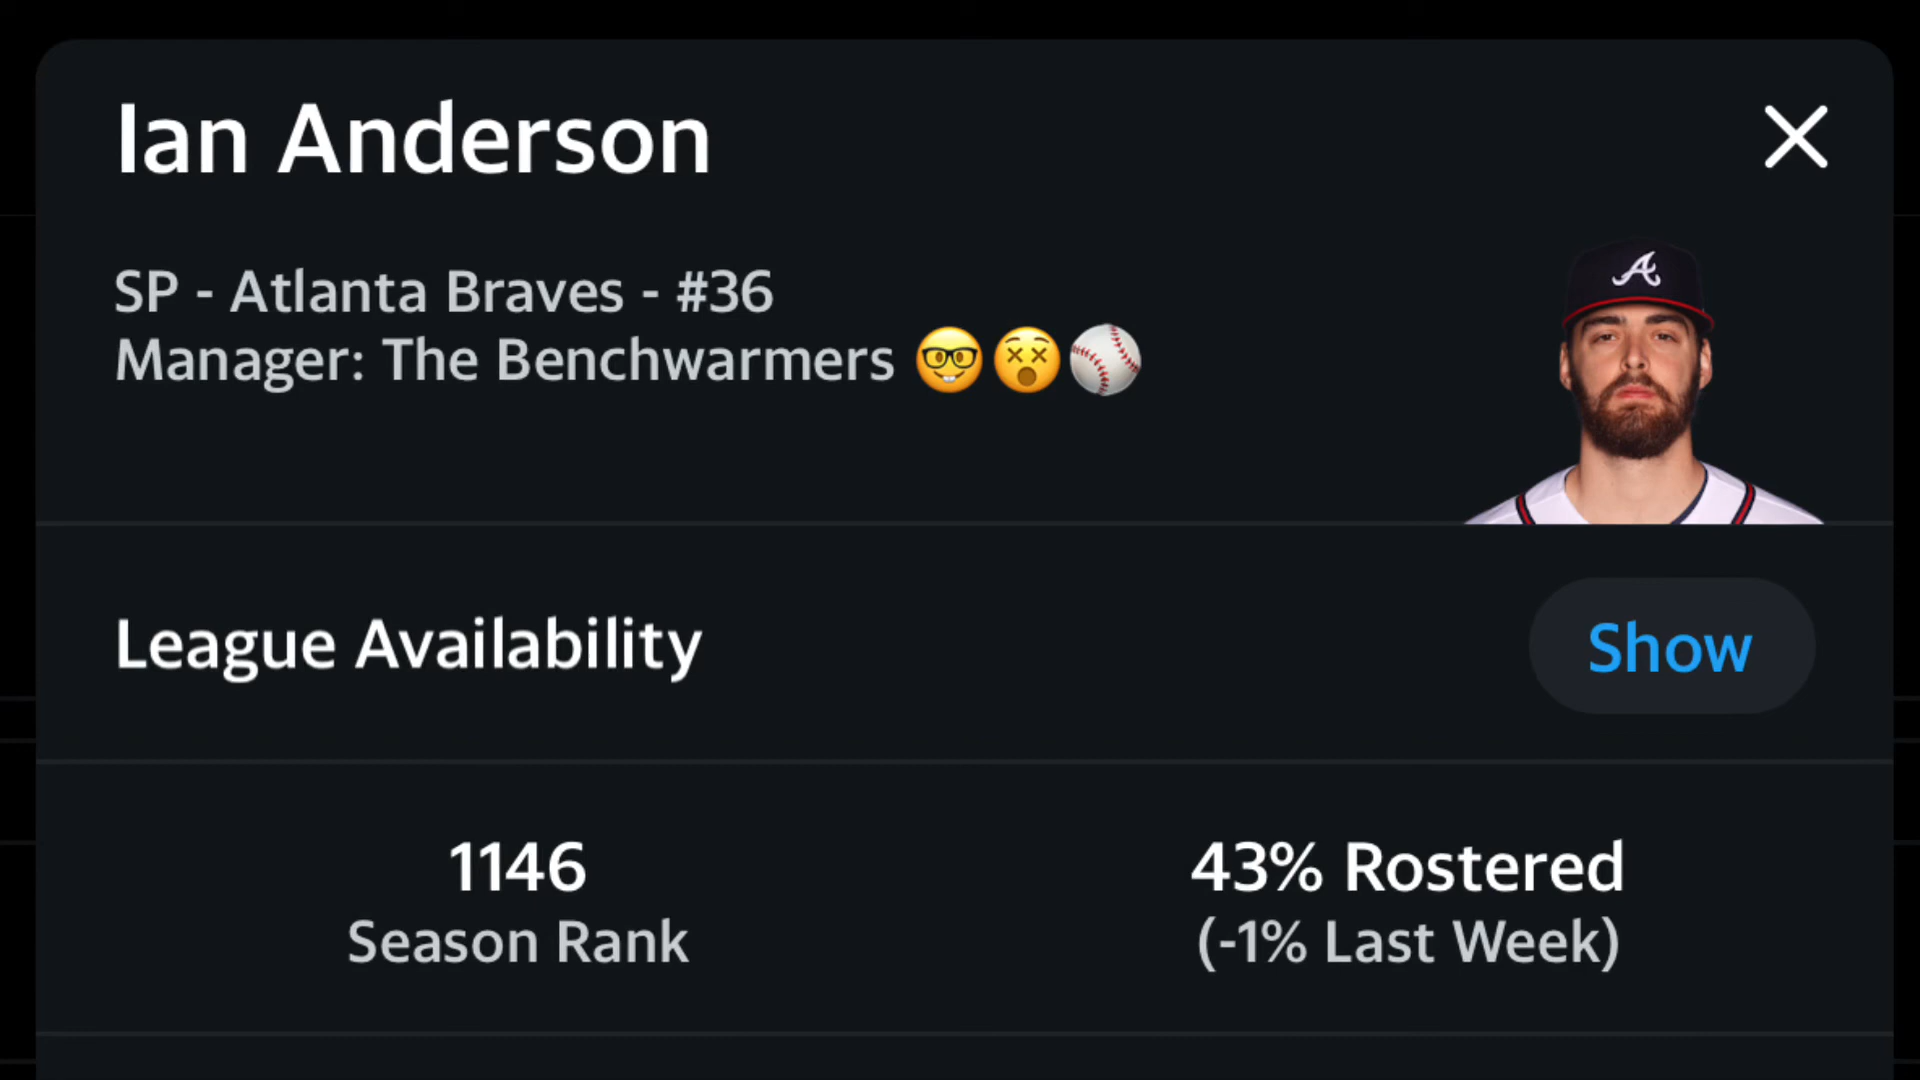 Ian Anderson
SP - Atlanta Braves - #36
Manager: The Benchwarmers 🤓😵⚾
League Availability
Show
1146
Season Rank
43% Rostered
(-1% Last Week)